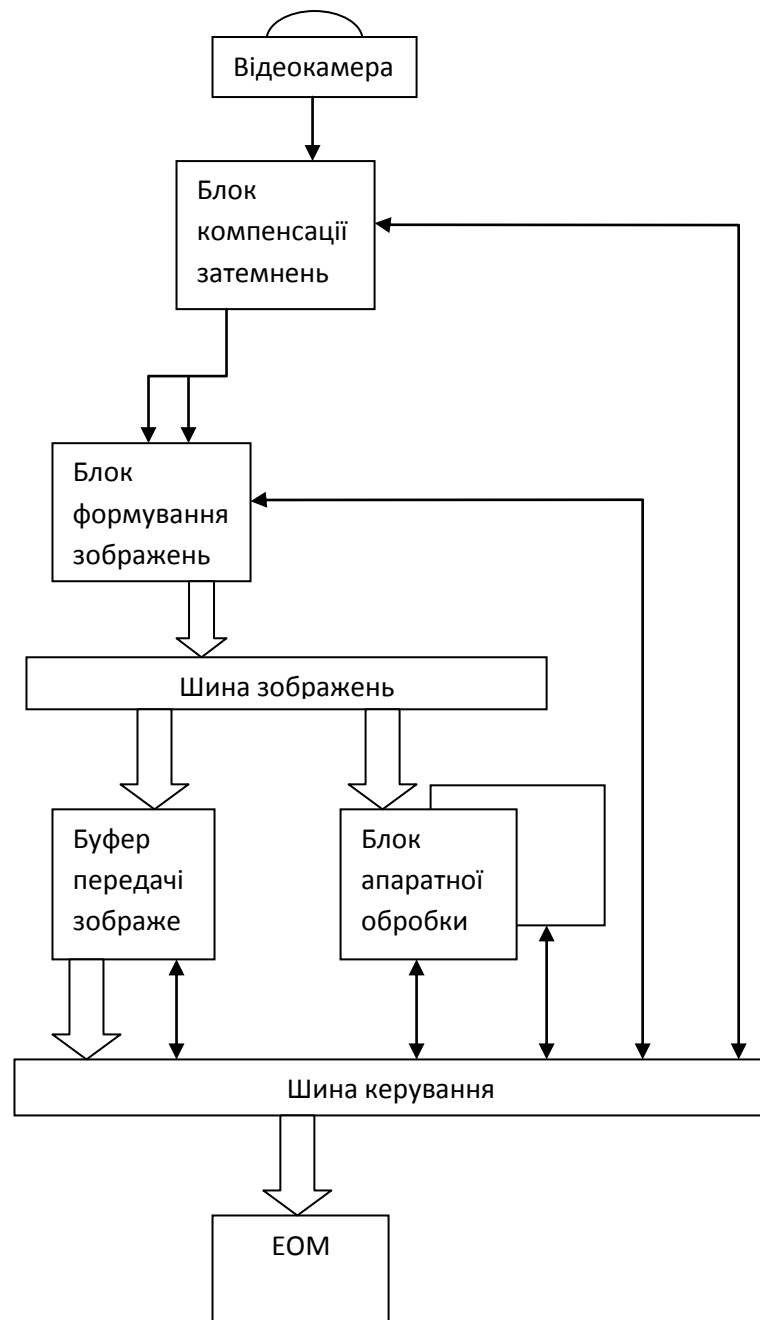 Відеокамера
Блок
компенсації
затемнень
Блок
формування
зображень
Шина зображень
Буфер
передачі
зображе
Блок
апаратної
обробки
Шина керування
ЕОМ